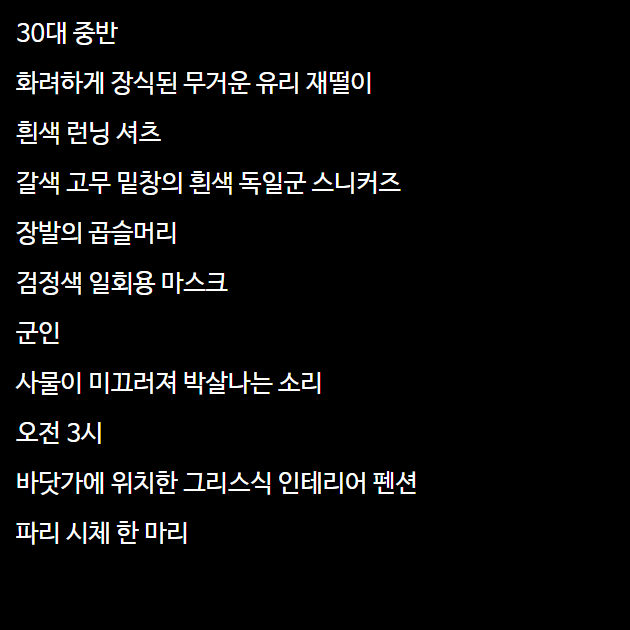 30대 중반
화려하게 장식된 무거운 유리 재떨이
흰색 런닝 셔츠
갈색 고무 밑창의 흰색 독일군 스니커즈
장발의 곱슬머리
검정색 일회용 마스크
군인
사물이 미끄러져 박살나는 소리
오전 3시
바닷가에 위치한 그리스식 인테리어 펜션
파리 시체 한 마리